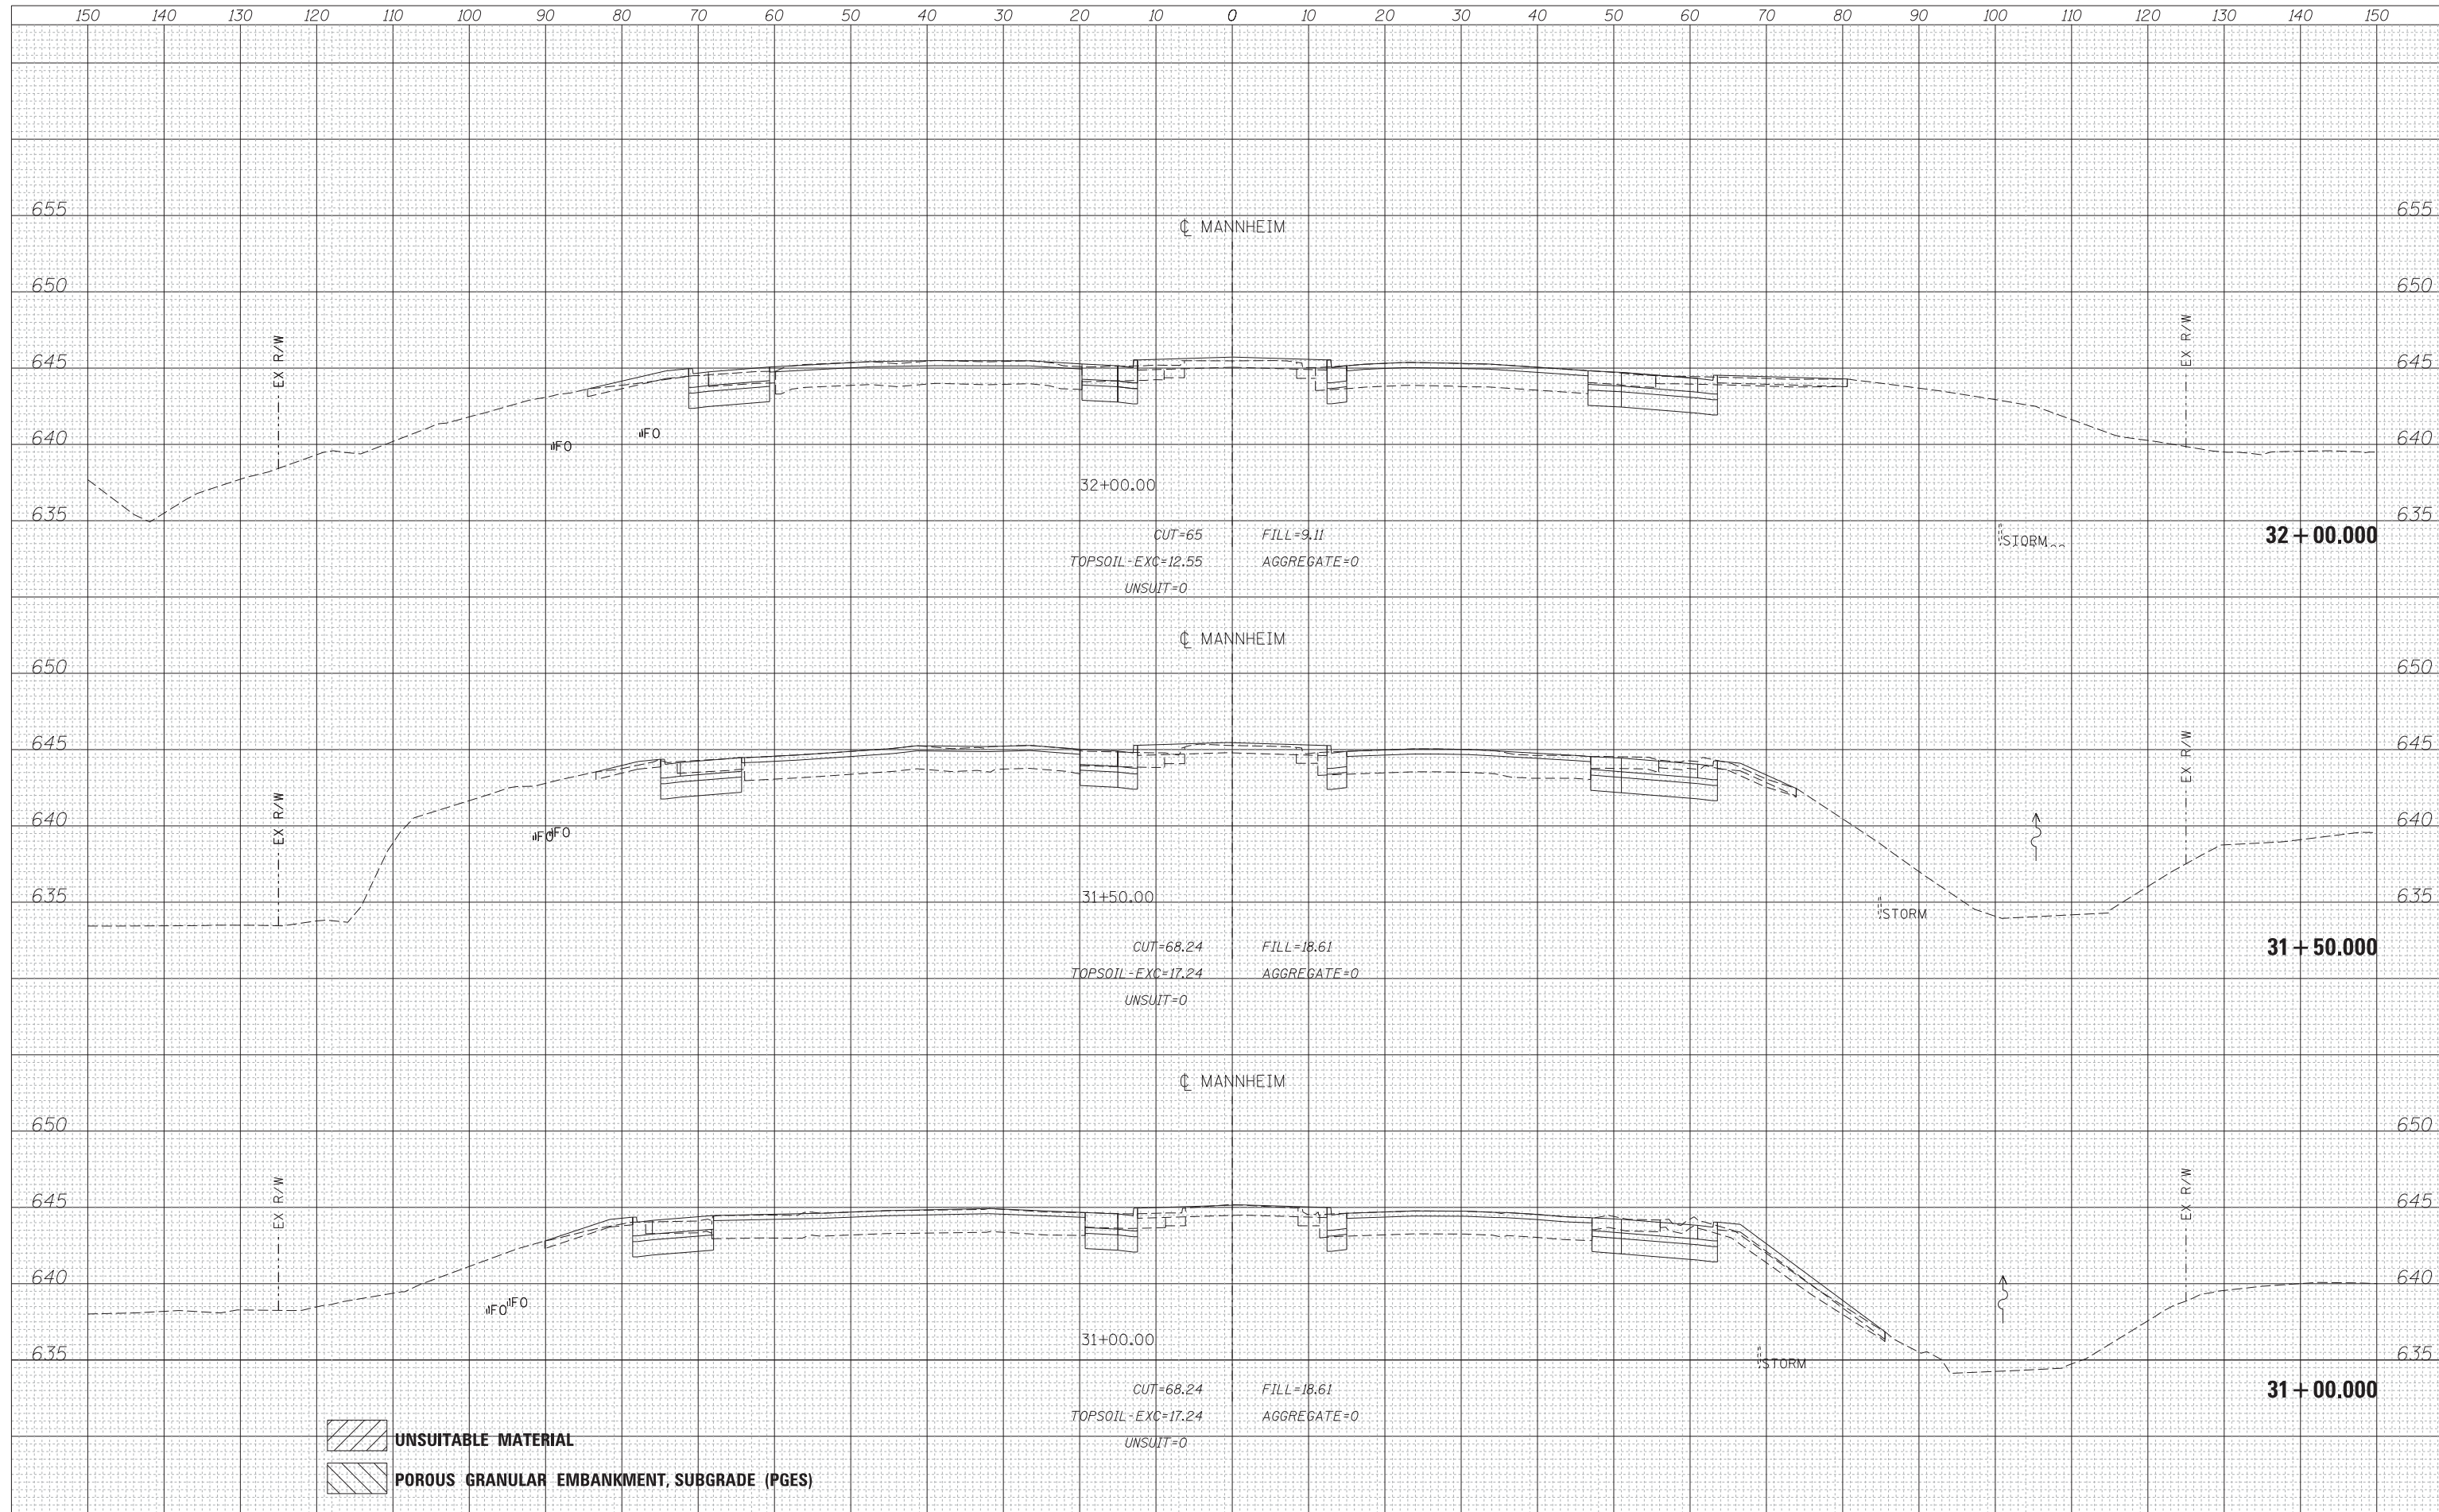 150 140 130 120 110 100 90 80 70 60 50 40 30 20 10 0 10 20 30 40 50 60 70 80 90 100 110 120 130 140 150
655 655
℄ MANNHEIM
650 650
EX R/W EX R/W
645 645
640 640
FO FO
32+00.00
635 635
CUT=65 FILL=9.11
STORM
32+00.000
TOPSOIL-EXC=12.55 AGGREGATE=0
UNSUIT=0
℄ MANNHEIM
650 650
645 645
EX R/W EX R/W
640 640
FO FO
31+50.00
635 635
STORM
CUT=68.24 FILL=18.61
31+50.000
TOPSOIL-EXC=17.24 AGGREGATE=0
UNSUIT=0
℄ MANNHEIM
650 650
EX R/W EX R/W
645 645
640 640
FO FO
31+00.00
635 635
STORM
CUT=68.24 FILL=18.61
31+00.000
TOPSOIL-EXC=17.24 AGGREGATE=0
UNSUIT=0
UNSUITABLE MATERIAL
POROUS GRANULAR EMBANKMENT, SUBGRADE (PGES)